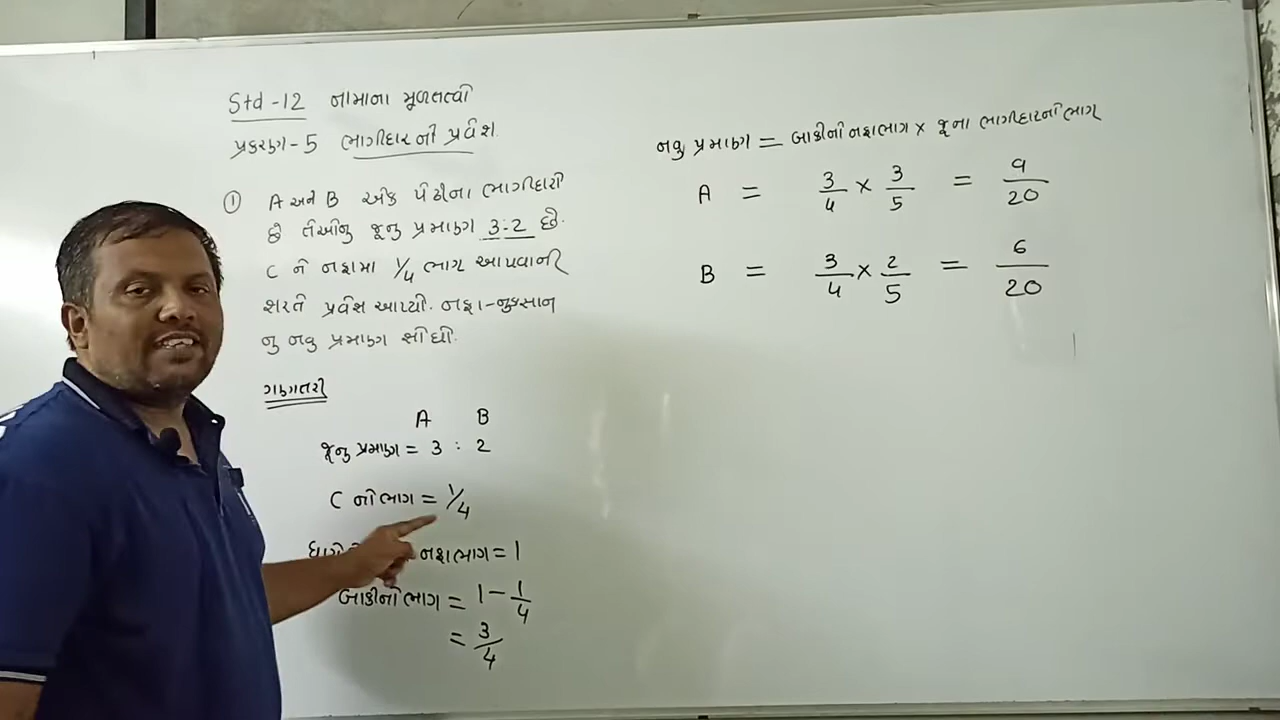 Std - 12 નામાના મૂળતત્વો
પ્રકરણ - 5 ભાગીદારનો પ્રવેશ.
① A અને B એક પેઢીના ભાગીદારો
છે તેઓનુ જૂનુ પ્રમાણ 3:2 છે.
C ને નફામા 1/4 ભાગ આપવાની
શરતે પ્રવેશ આપ્યો. નફા-નુકસાન
નુ નવુ પ્રમાણ શોધો.
ગણતરી
A B
જૂનુ પ્રમાણ = 3 : 2
C નો ભાગ = 1/4
નફાભાગ = 1
બાકીનો ભાગ = 1 - 1/4
= 3/4
નવુ પ્રમાણ = બાકીનો નફાભાગ × જૂના ભાગીદારનો ભાગ
A = 3/4 × 3/5 = 9/20
B = 3/4 × 2/5 = 6/20